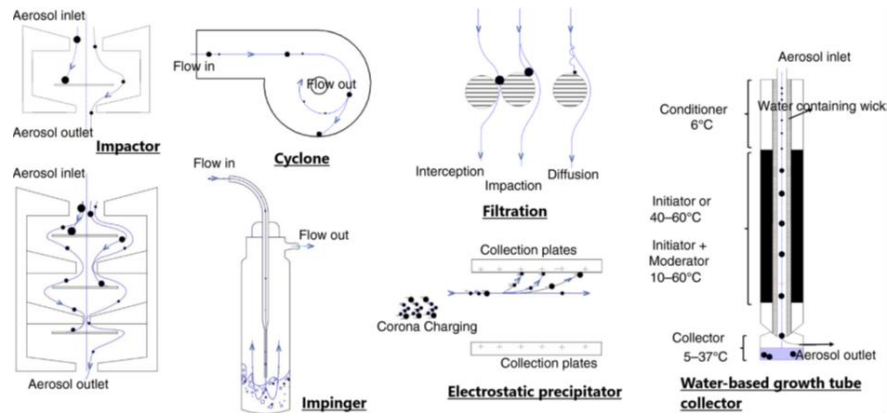 Aerosol inlet
Aerosol outlet
Impactor
Flow in
Flow out
Cyclone
Interception
Impaction
Diffusion
Filtration
Aerosol inlet
Conditioner
6°C
Water containing wick
Initiator or
40–60°C
Initiator +
Moderator
10–60°C
Collector
5–37°C
Aerosol outlet
Water-based growth tube
collector
Aerosol inlet
Aerosol outlet
Flow in
Flow out
Impinger
Collection plates
Corona Charging
Collection plates
Electrostatic precipitator